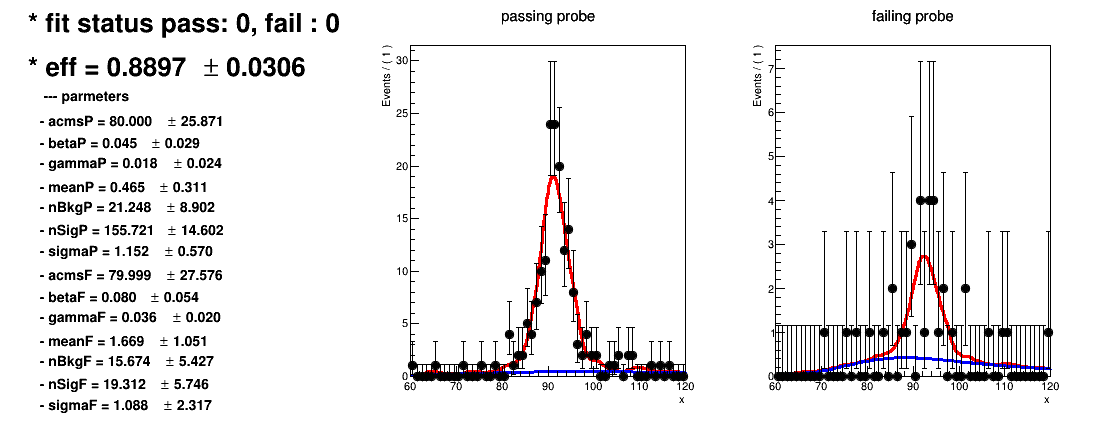 * fit status pass: 0, fail : 0
* eff = 0.8897 ± 0.0306
--- parmeters
- acmsP = 80.000 ± 25.871
- betaP = 0.045 ± 0.029
- gammaP = 0.018 ± 0.024
- meanP = 0.465 ± 0.311
- nBkgP = 21.248 ± 8.902
- nSigP = 155.721 ± 14.602
- sigmaP = 1.152 ± 0.570
- acmsF = 79.999 ± 27.576
- betaF = 0.080 ± 0.054
- gammaF = 0.036 ± 0.020
- meanF = 1.669 ± 1.051
- nBkgF = 15.674 ± 5.427
- nSigF = 19.312 ± 5.746
- sigmaF = 1.088 ± 2.317
passing probe
Events / ( 1 )
30
25
20
15
10
5
0
60 70 80 90 100 110 120
x
failing probe
Events / ( 1 )
7
6
5
4
3
2
1
0
60 70 80 90 100 110 120
x